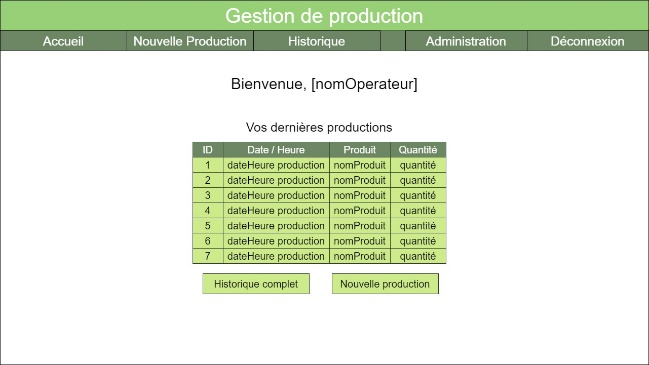 Gestion de production
Accueil Nouvelle Production Historique Administration Déconnexion
Bienvenue, [nomOperateur]
Vos dernières productions
ID Date / Heure Produit Quantité
1 dateHeure production nomProduit quantité
2 dateHeure production nomProduit quantité
3 dateHeure production nomProduit quantité
4 dateHeure production nomProduit quantité
5 dateHeure production nomProduit quantité
6 dateHeure production nomProduit quantité
7 dateHeure production nomProduit quantité
Historique complet Nouvelle production